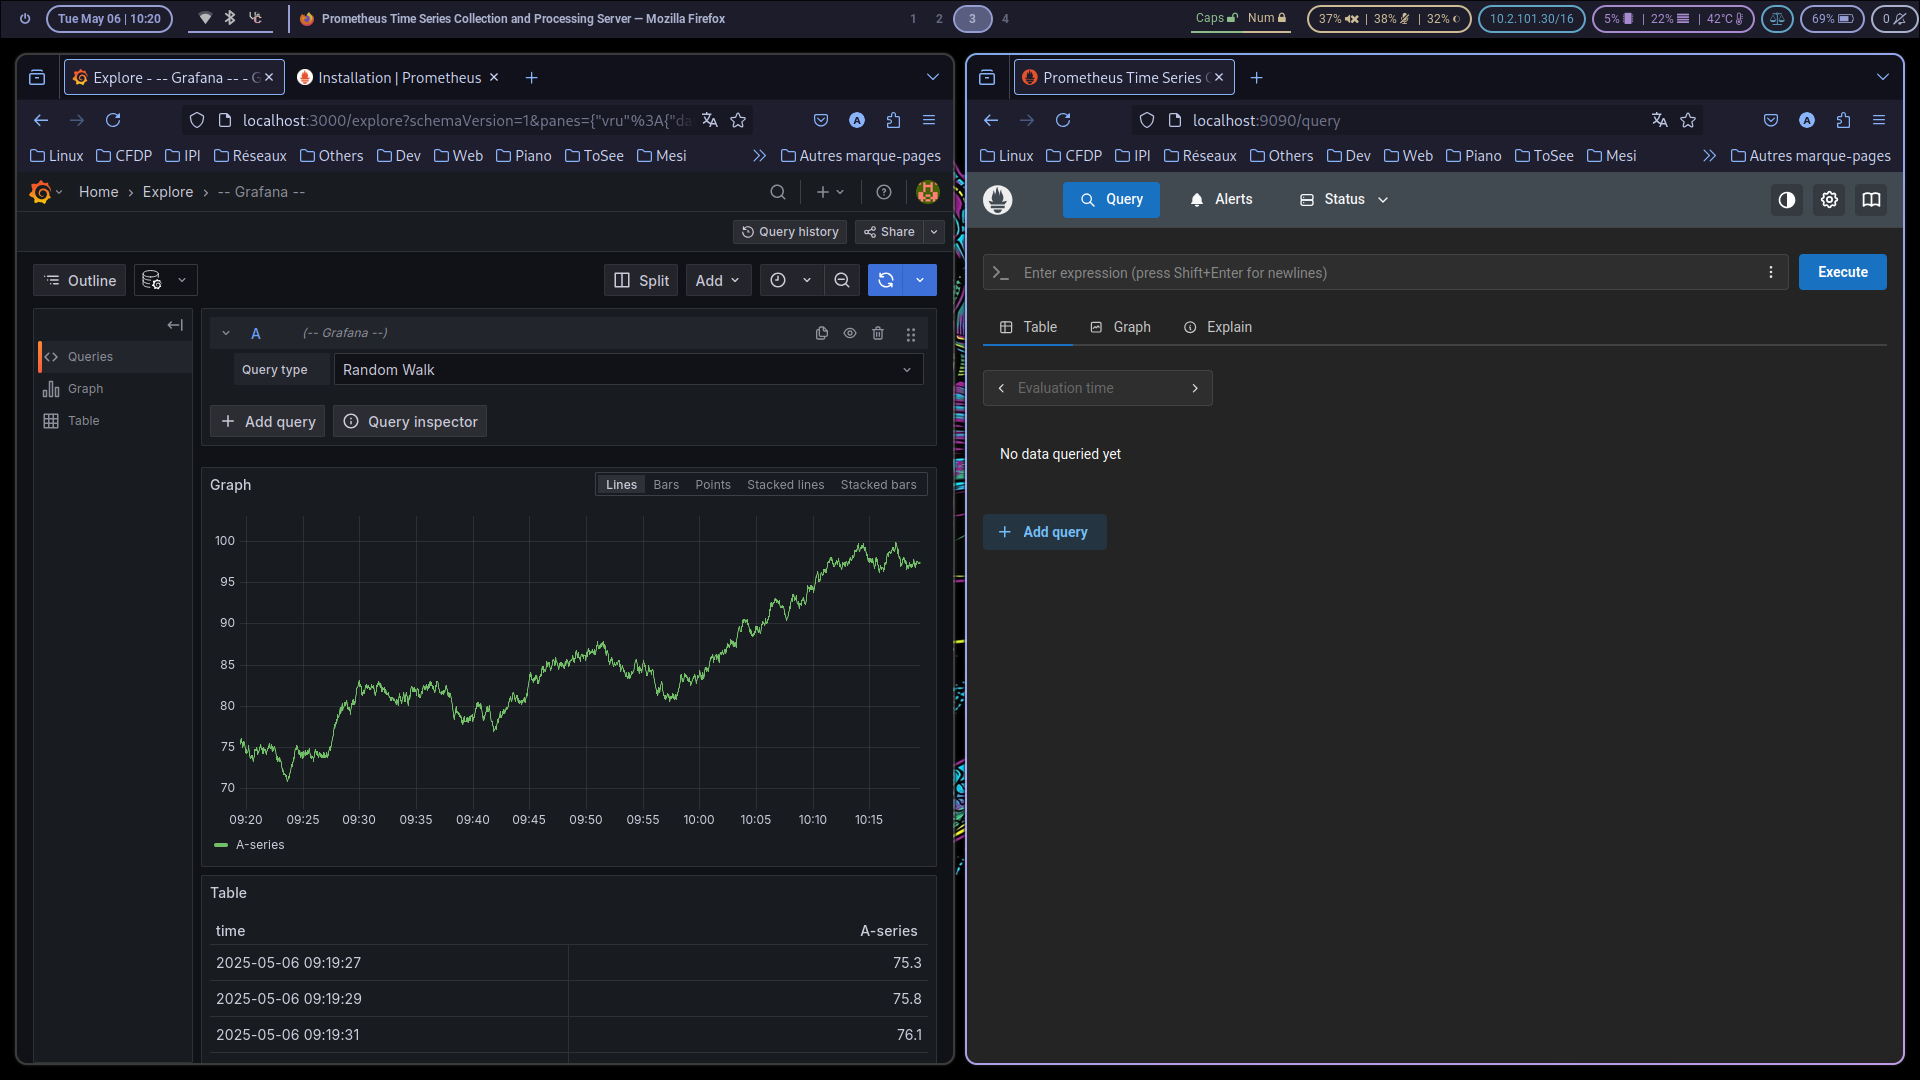 Tue May 06 | 10:20
Prometheus Time Series Collection and Processing Server — Mozilla Firefox
1 2 3 4
Caps Num
37% | 38% | 32%
10.2.101.30/16
5% | 22% | 42°C
69%
0
Explore - -- Grafana -- - G
Installation | Prometheus
localhost:3000/explore?schemaVersion=1&panes={"vru"%3A{"da
Linux CFDP IPI Réseaux Others Dev Web Piano ToSee Mesi Autres marque-pages
Home › Explore › -- Grafana --
Query history Share
Outline Split Add
Queries
Graph
Table
A (-- Grafana --)
Query type Random Walk
Add query Query inspector
Graph
Lines Bars Points Stacked lines Stacked bars
100
95
90
85
80
75
70
09:20 09:25 09:30 09:35 09:40 09:45 09:50 09:55 10:00 10:05 10:10 10:15
A-series
Table
time A-series
2025-05-06 09:19:27 75.3
2025-05-06 09:19:29 75.8
2025-05-06 09:19:31 76.1
Prometheus Time Series
localhost:9090/query
Linux CFDP IPI Réseaux Others Dev Web Piano ToSee Mesi Autres marque-pages
Query Alerts Status
Enter expression (press Shift+Enter for newlines)
Execute
Table Graph Explain
Evaluation time
No data queried yet
Add query